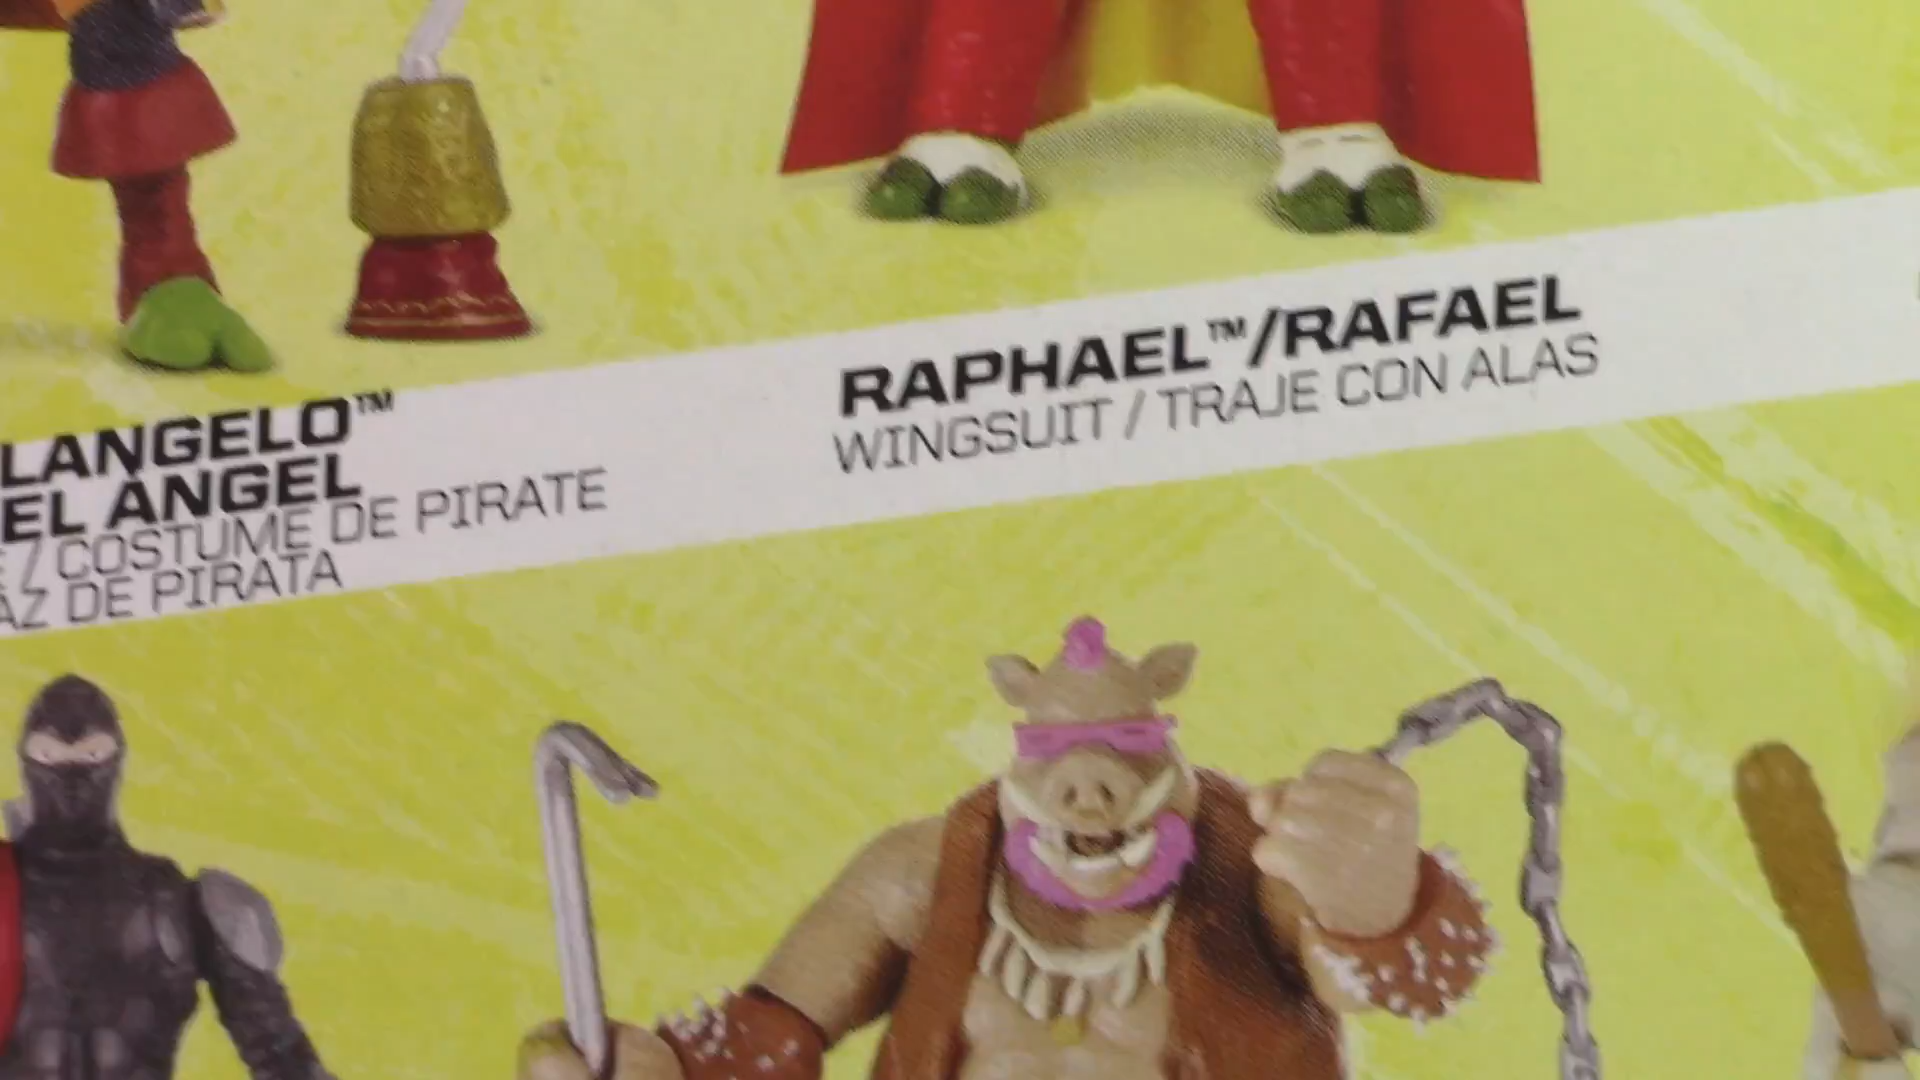 LANGELO™
EL ANGEL
/ COSTUME DE PIRATE
AZ DE PIRATA
RAPHAEL™/RAFAEL
WINGSUIT / TRAJE CON ALAS